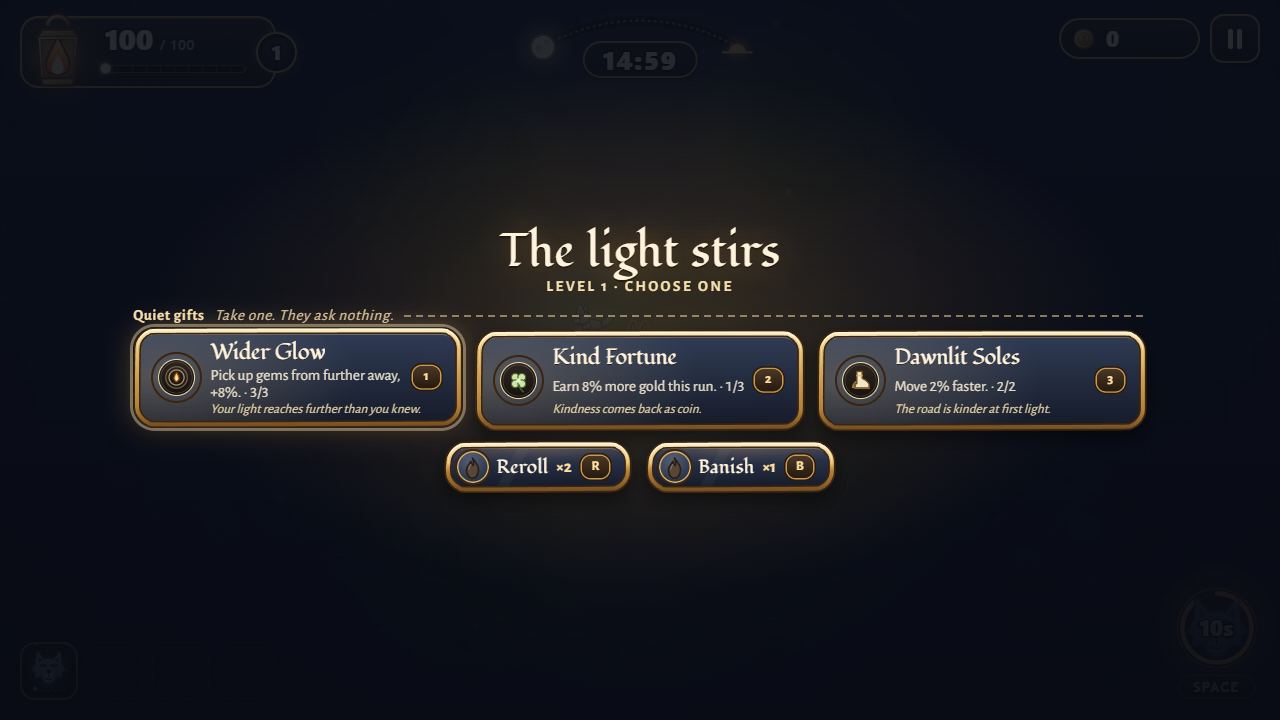 100 / 100
1
14:59
0
The light stirs
LEVEL 1 · CHOOSE ONE
Quiet gifts Take one. They ask nothing.
Wider Glow
Pick up gems from further away,
+8%. · 3/3
Your light reaches further than you knew.
1
Kind Fortune
Earn 8% more gold this run. · 1/3
Kindness comes back as coin.
2
Dawnlit Soles
Move 2% faster. · 2/2
The road is kinder at first light.
3
Reroll ×2 R
Banish ×1 B
10s
SPACE